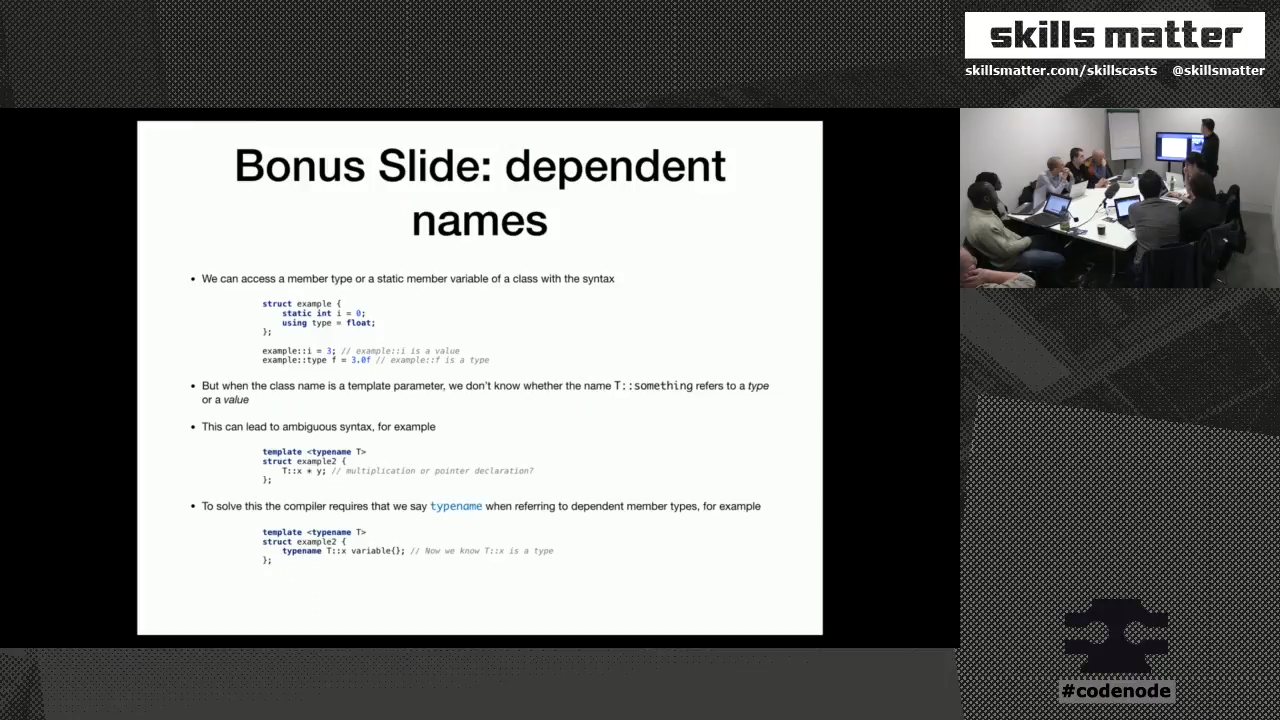 skills matter
skillsmatter.com/skillscasts @skillsmatter
Bonus Slide: dependent
names
• We can access a member type or a static member variable of a class with the syntax
struct example {
static int i = 0;
using type = float;
};
example::i = 3; // example::i is a value
example::type f = 3.0f // example::f is a type
• But when the class name is a template parameter, we don't know whether the name T::something refers to a type
or a value
• This can lead to ambiguous syntax, for example
template <typename T>
struct example2 {
T::x * y; // multiplication or pointer declaration?
};
• To solve this the compiler requires that we say typename when referring to dependent member types, for example
template <typename T>
struct example2 {
typename T::x variable{}; // Now we know T::x is a type
};
#codenode